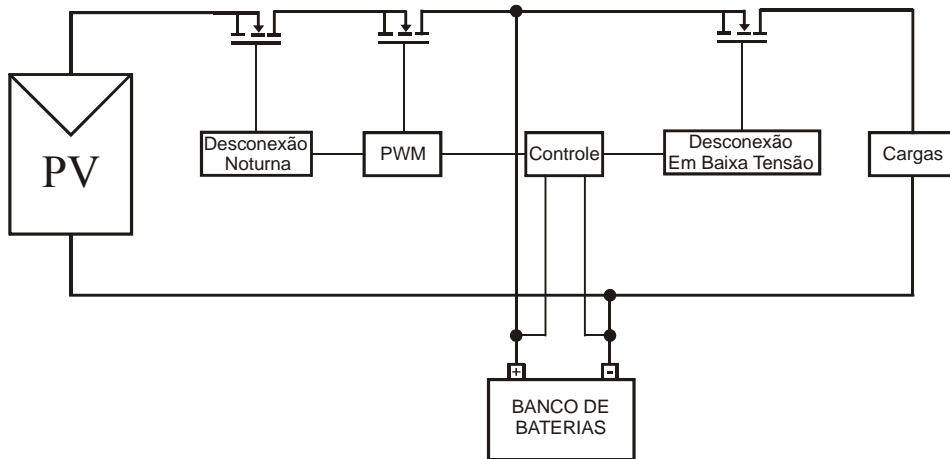 PV
Desconexão
Noturna
PWM
Controle
Desconexão
Em Baixa Tensão
Cargas
+
-
BANCO DE
BATERIAS